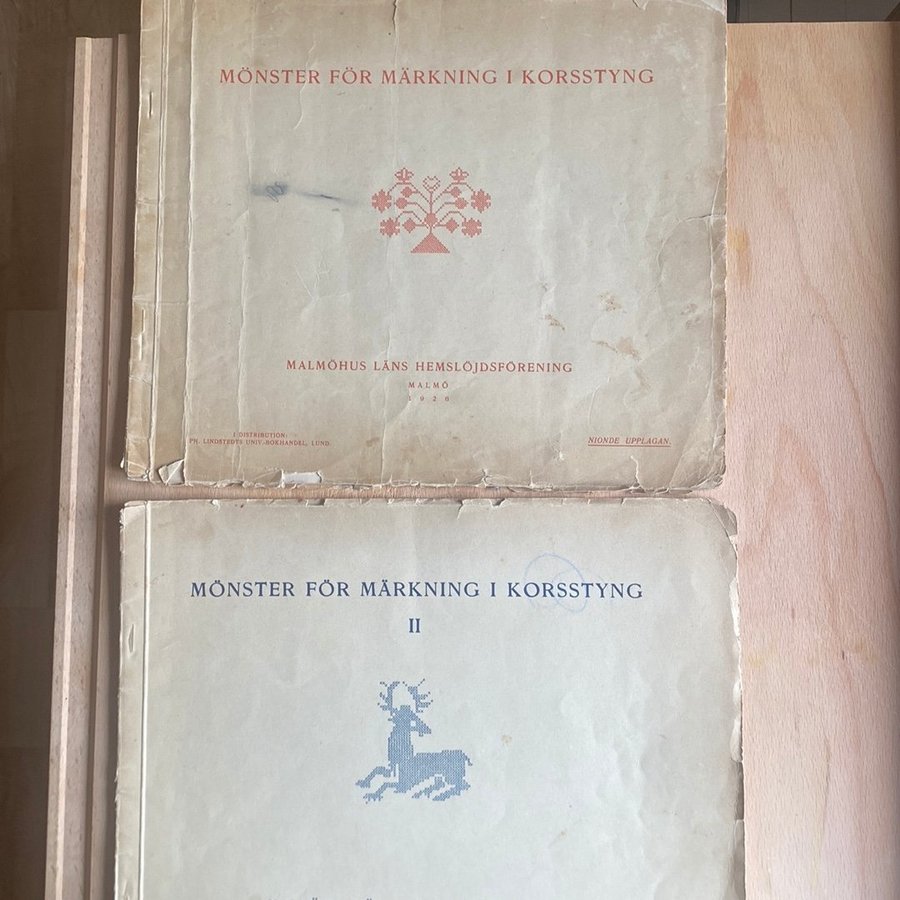 MÖNSTER FÖR MÄRKNING I KORSSTYNG
MALMÖHUS LÄNS HEMSLÖJDSFÖRENING
MALMÖ
1926
I DISTRIBUTION:
PH. LINDSTEDTS UNIV.-BOKHANDEL, LUND.
NIONDE UPPLAGAN.
MÖNSTER FÖR MÄRKNING I KORSSTYNG
II